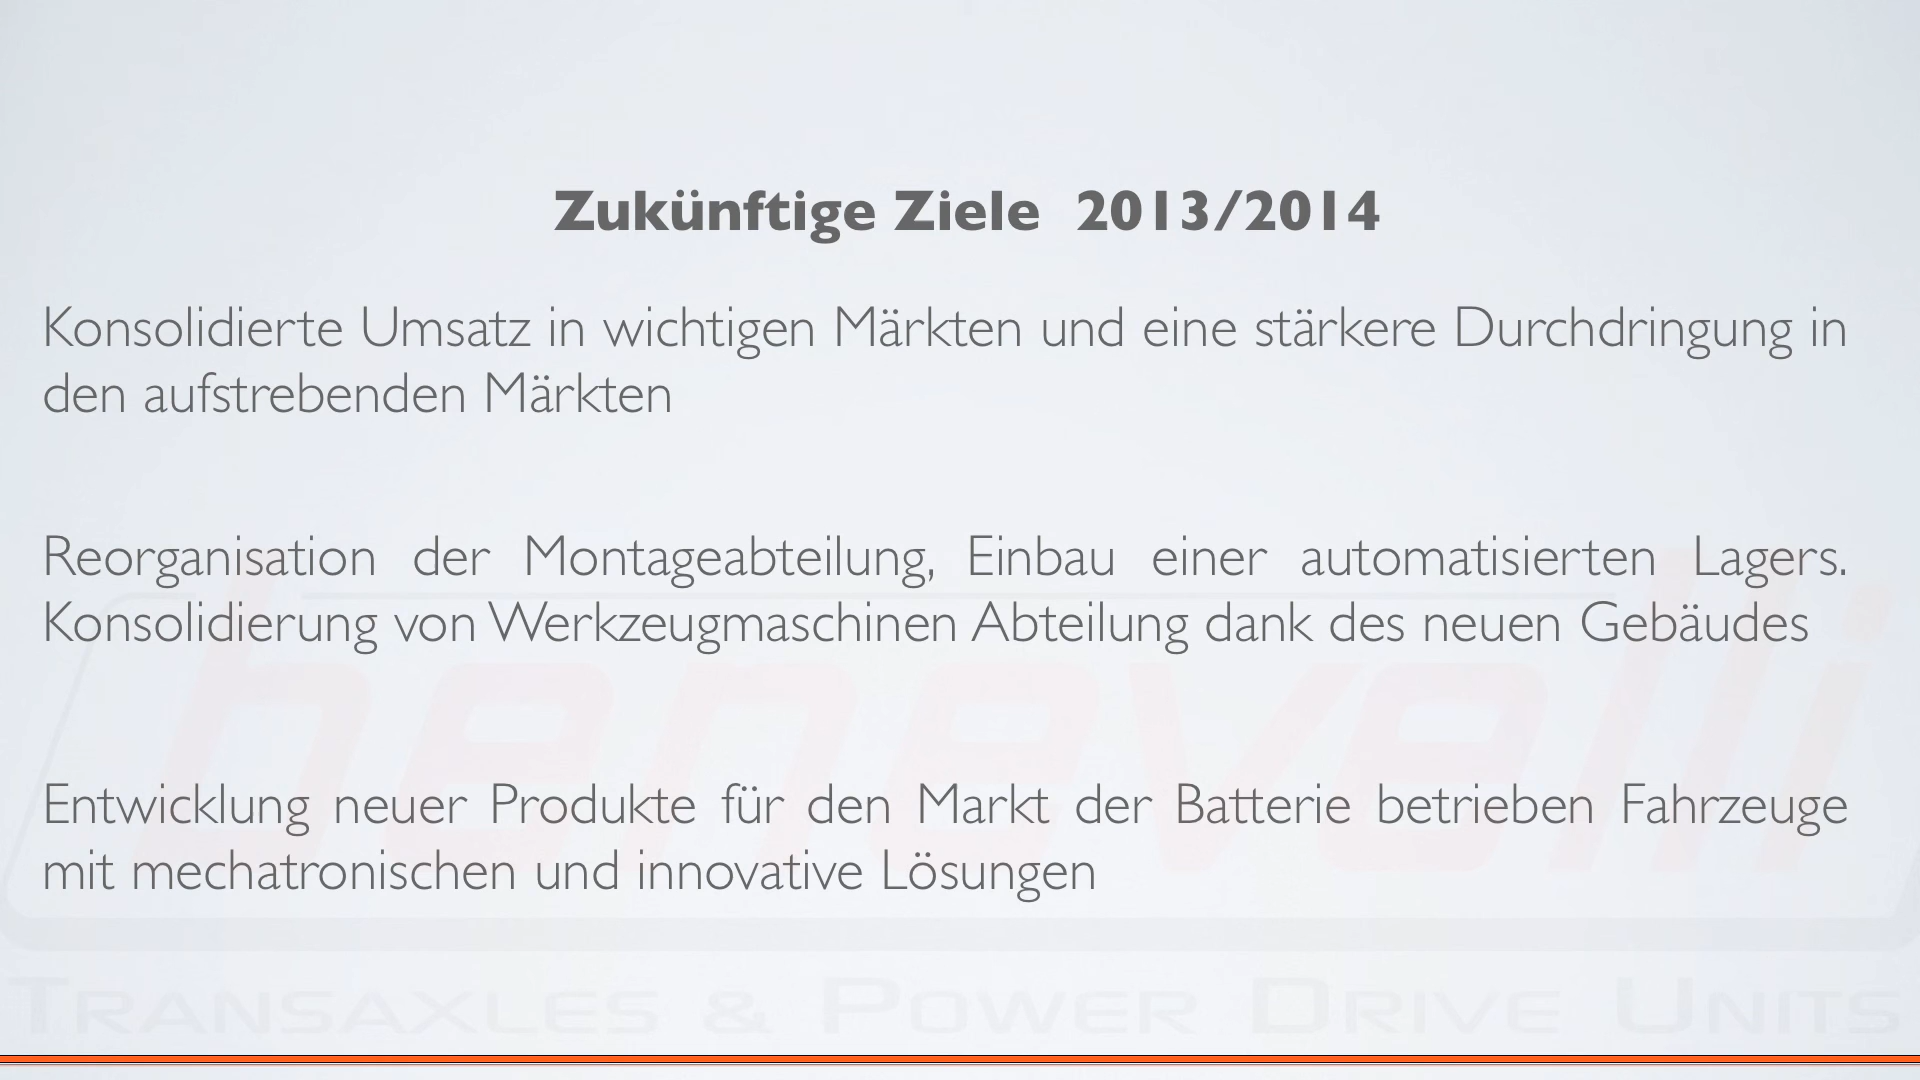 Zukünftige Ziele 2013/2014
Konsolidierte Umsatz in wichtigen Märkten und eine stärkere Durchdringung in
den aufstrebenden Märkten
Reorganisation der Montageabteilung, Einbau einer automatisierten Lagers.
Konsolidierung von Werkzeugmaschinen Abteilung dank des neuen Gebäudes
benevelli
Entwicklung neuer Produkte für den Markt der Batterie betrieben Fahrzeuge
mit mechatronischen und innovative Lösungen
TRANSAXLES & POWER DRIVE UNITS